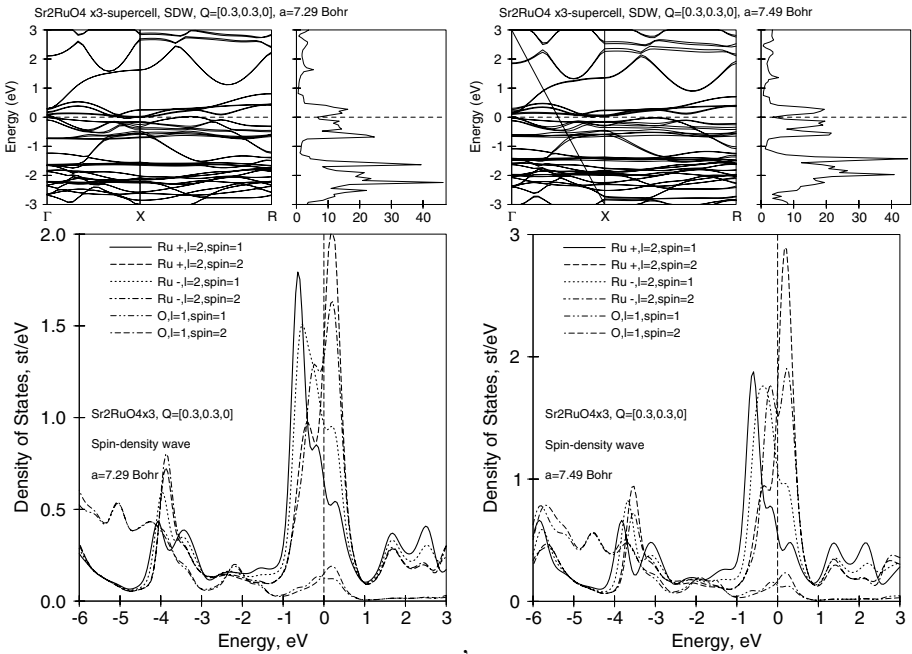 Sr2RuO4 x3-supercell, SDW, Q=[0.3,0.3,0], a=7.29 Bohr
3
2
1
0
-1
-2
-3
Energy (eV)
Γ
X
R
0
10
20
30
40
Sr2RuO4 x3-supercell, SDW, Q=[0.3,0.3,0], a=7.49 Bohr
3
2
1
0
-1
-2
-3
Energy (eV)
Γ
X
R
0
10
20
30
40
2.0
1.5
1.0
0.5
0
Density of States, st/eV
Ru +,l=2,spin=1
Ru +,l=2,spin=2
Ru -,l=2,spin=1
Ru -,l=2,spin=2
O,l=1,spin=1
O,l=1,spin=2
Sr2RuO4x3, Q=[0.3,0.3,0]
Spin-density wave
a=7.29 Bohr
-6
-5
-4
-3
-2
-1
0
1
2
3
Energy, eV
3
2
1
0
Density of States, st/eV
Ru +,l=2,spin=1
Ru +,l=2,spin=2
Ru -,l=2,spin=1
Ru -,l=2,spin=2
O,l=1,spin=1
O,l=1,spin=2
Sr2RuO4x3, Q=[0.3,0.3,0]
Spin-density wave
a=7.49 Bohr
-6
-5
-4
-3
-2
-1
0
1
2
3
Energy, eV